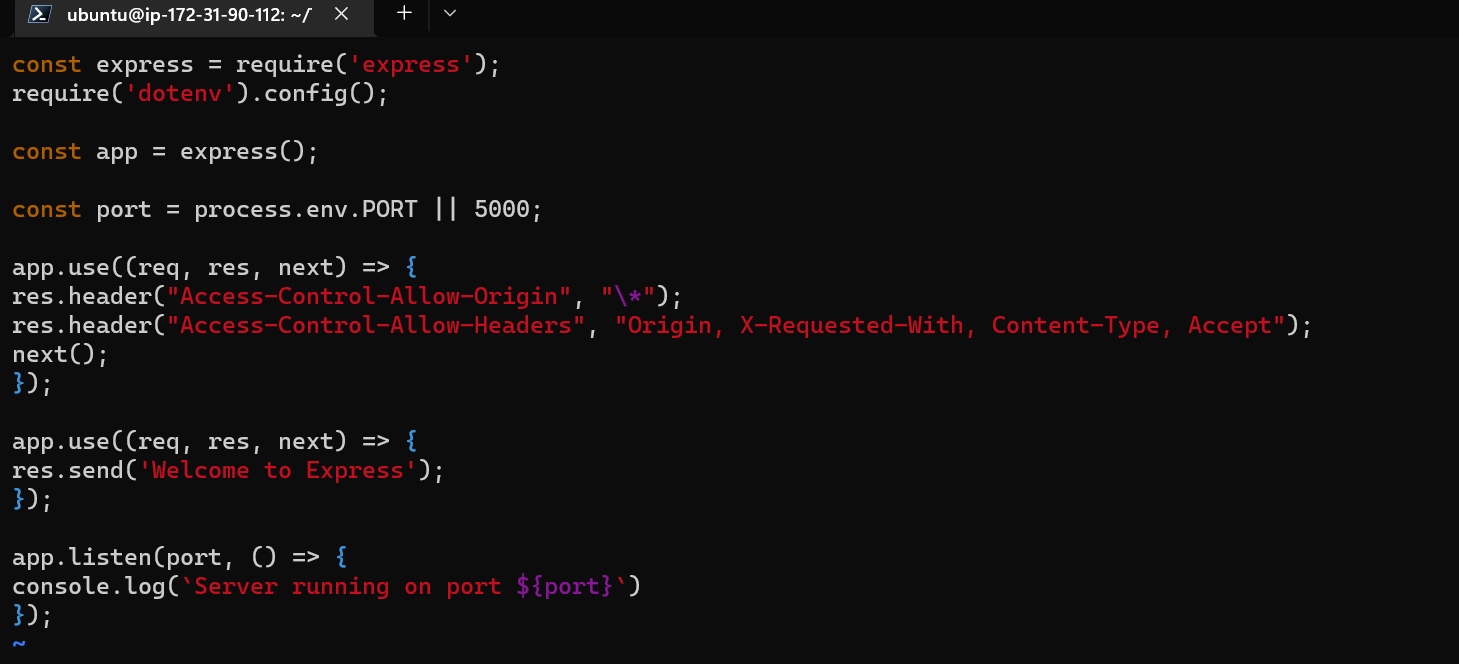 ubuntu@ip-172-31-90-112: ~/
const express = require('express');
require('dotenv').config();
const app = express();
const port = process.env.PORT || 5000;
app.use((req, res, next) => {
res.header("Access-Control-Allow-Origin", "\*");
res.header("Access-Control-Allow-Headers", "Origin, X-Requested-With, Content-Type, Accept");
next();
});
app.use((req, res, next) => {
res.send('Welcome to Express');
});
app.listen(port, () => {
console.log(`Server running on port ${port}`)
});
~